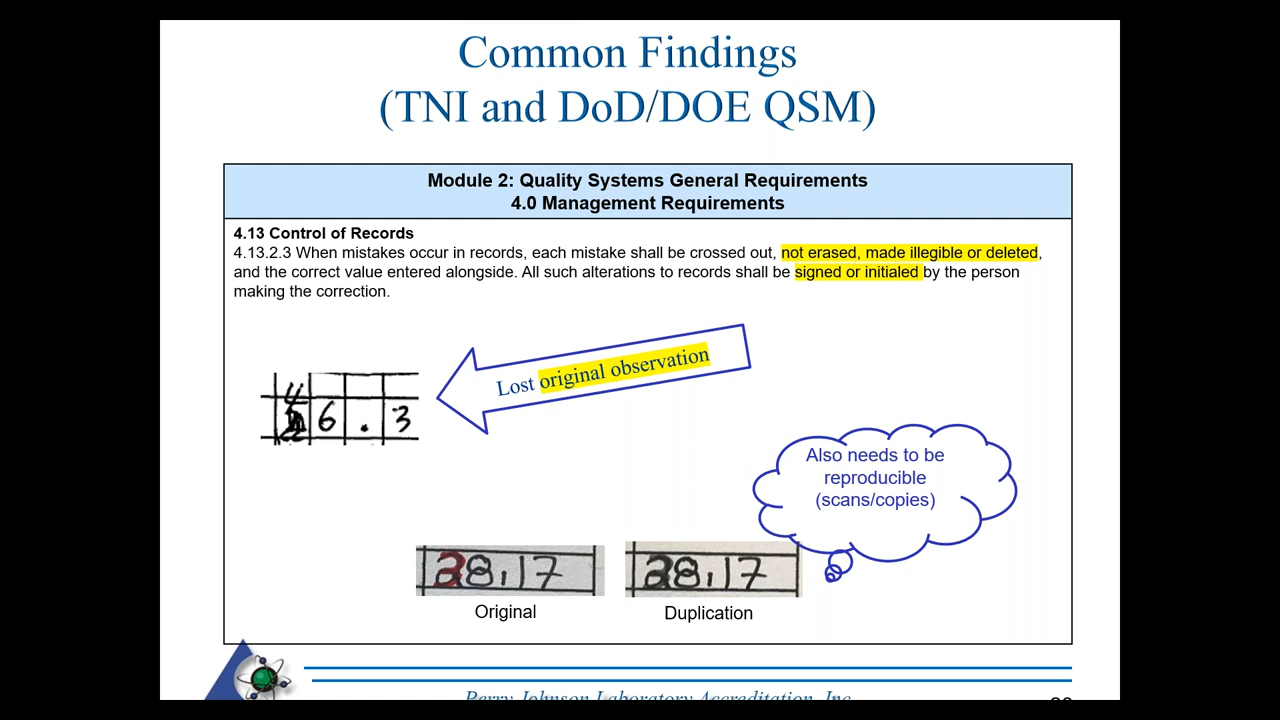 Common Findings
(TNI and DoD/DOE QSM)
Module 2: Quality Systems General Requirements
4.0 Management Requirements
4.13 Control of Records
4.13.2.3 When mistakes occur in records, each mistake shall be crossed out, not erased, made illegible or deleted,
and the correct value entered alongside. All such alterations to records shall be signed or initialed by the person
making the correction.
Lost original observation
4
6 . 3
Also needs to be
reproducible
(scans/copies)
8.17
8.17
Original
Duplication
Perry Johnson Laboratory Accreditation, Inc